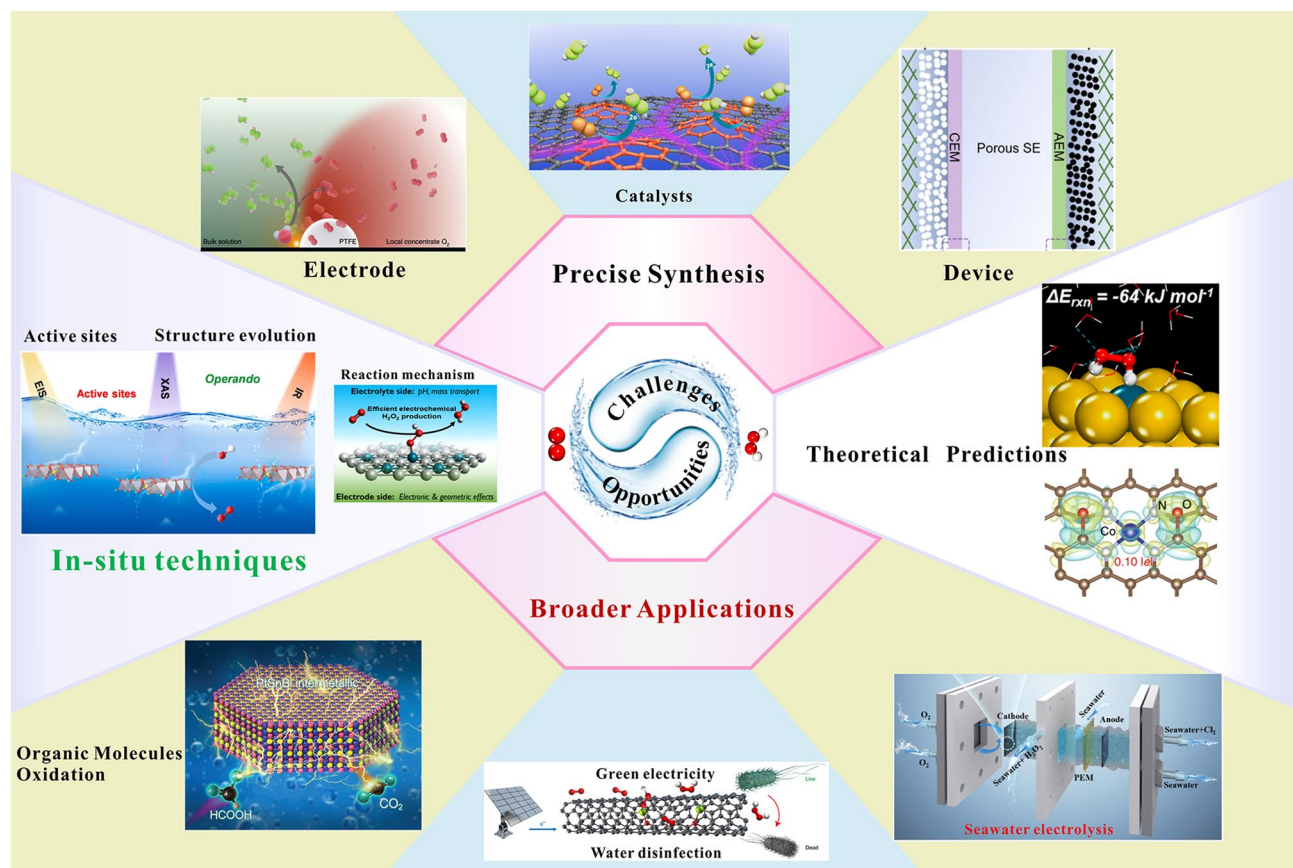 Catalysts
2e⁻
Bulk solution
PTFE
Local concentrate O₂
Electrode
CEM
Porous SE
AEM
Device
Precise Synthesis
Active sites
Structure evolution
EIS
Active sites
XAS
Operando
IR
In-situ techniques
Reaction mechanism
Electrolyte side: pH, mass transport
Efficient electrochemical
H₂O₂ production
Electrode side: Electronic & geometric effects
Challenges
Opportunities
Theoretical Predictions
ΔE_rxn = -64 kJ mol⁻¹
N
O
Co
0.10 lel
Broader Applications
PtSnBi intermetallic
HCOOH
CO₂
Organic Molecules
Oxidation
Green electricity
Live
e⁻
Dead
Water disinfection
O₂
O₂
Cathode
Seawater+H₂O₂
Seawater
Anode
PEM
Seawater+Cl₂
Seawater
Seawater electrolysis